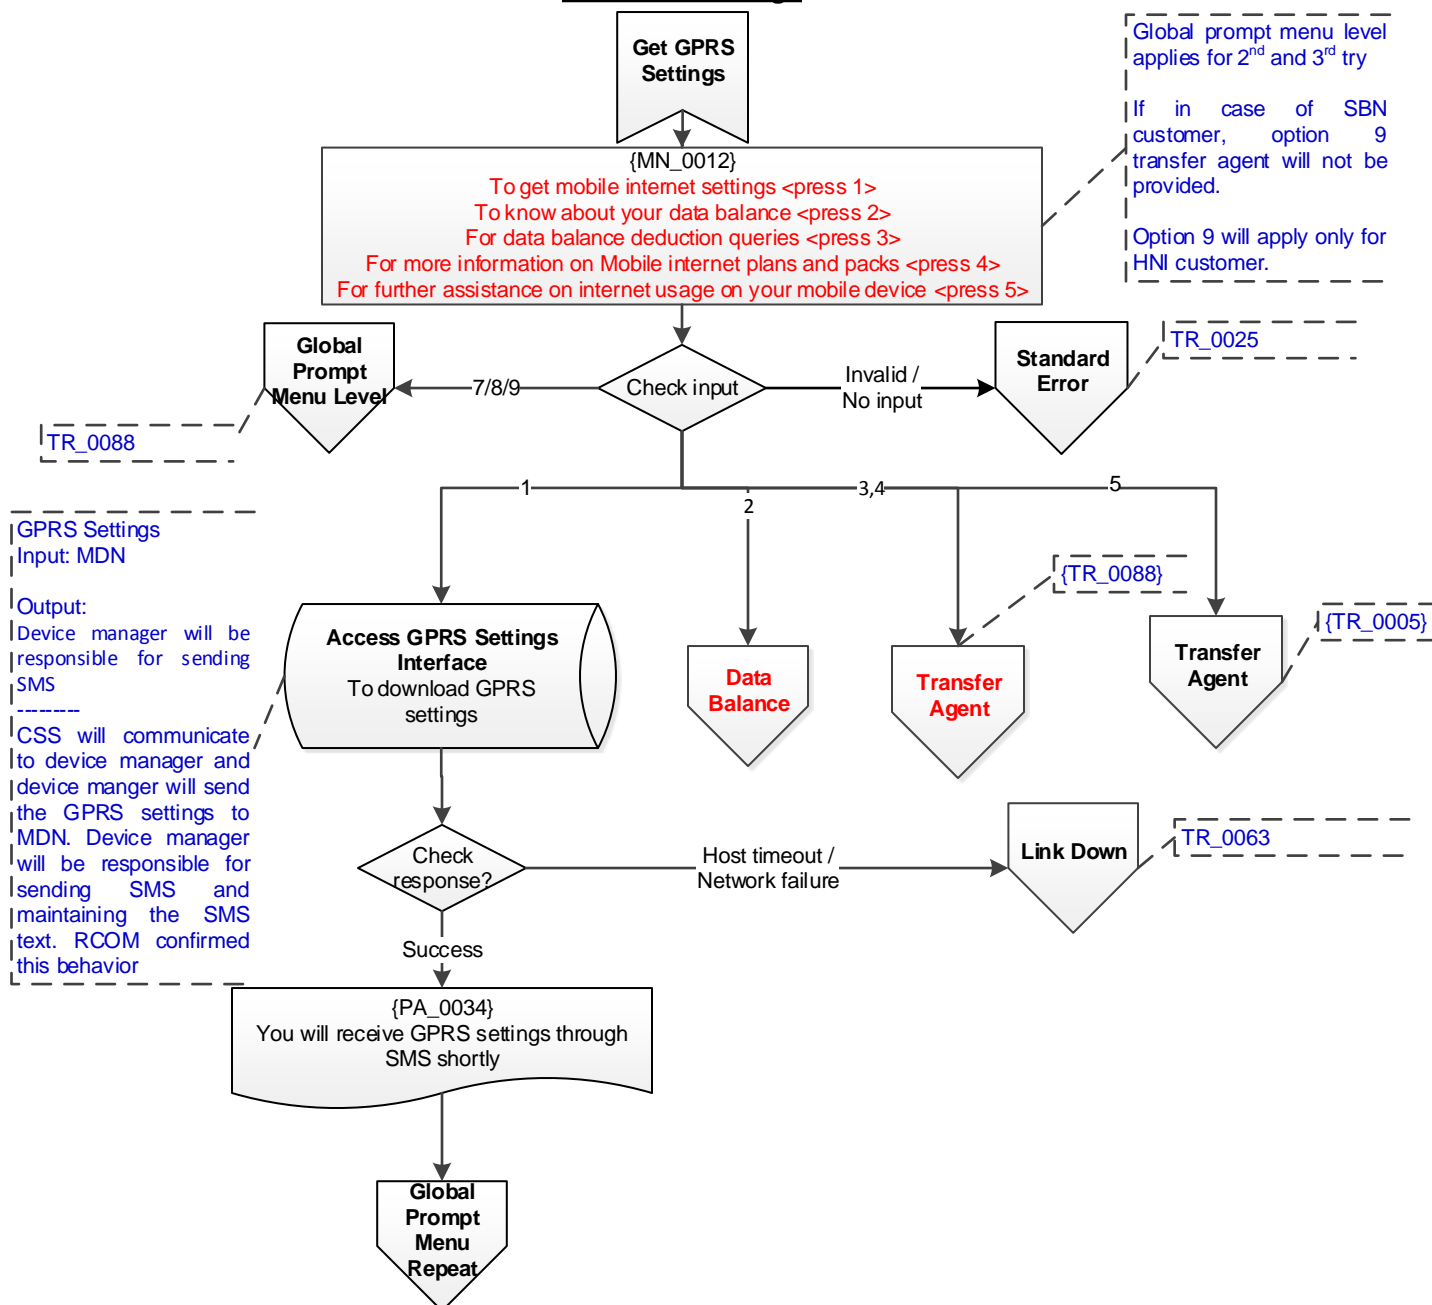 Get GPRS
Settings
Global prompt menu level
applies for 2nd and 3rd try
If in case of SBN
customer, option 9
transfer agent will not be
provided.
Option 9 will apply only for
HNI customer.
{MN_0012}
To get mobile internet settings <press 1>
To know about your data balance <press 2>
For data balance deduction queries <press 3>
For more information on Mobile internet plans and packs <press 4>
For further assistance on internet usage on your mobile device <press 5>
Global
Prompt
Menu Level
7/8/9
Check input
Invalid /
No input
Standard
Error
TR_0025
TR_0088
1
2
3,4
5
GPRS Settings
Input: MDN
Output:
Device manager will be
responsible for sending
SMS
---------
CSS will communicate
to device manager and
device manger will send
the GPRS settings to
MDN. Device manager
will be responsible for
sending SMS and
maintaining the SMS
text. RCOM confirmed
this behavior
Access GPRS Settings
Interface
To download GPRS
settings
Data
Balance
{TR_0088}
Transfer
Agent
Transfer
Agent
{TR_0005}
Check
response?
Host timeout /
Network failure
Link Down
TR_0063
Success
{PA_0034}
You will receive GPRS settings through
SMS shortly
Global
Prompt
Menu
Repeat